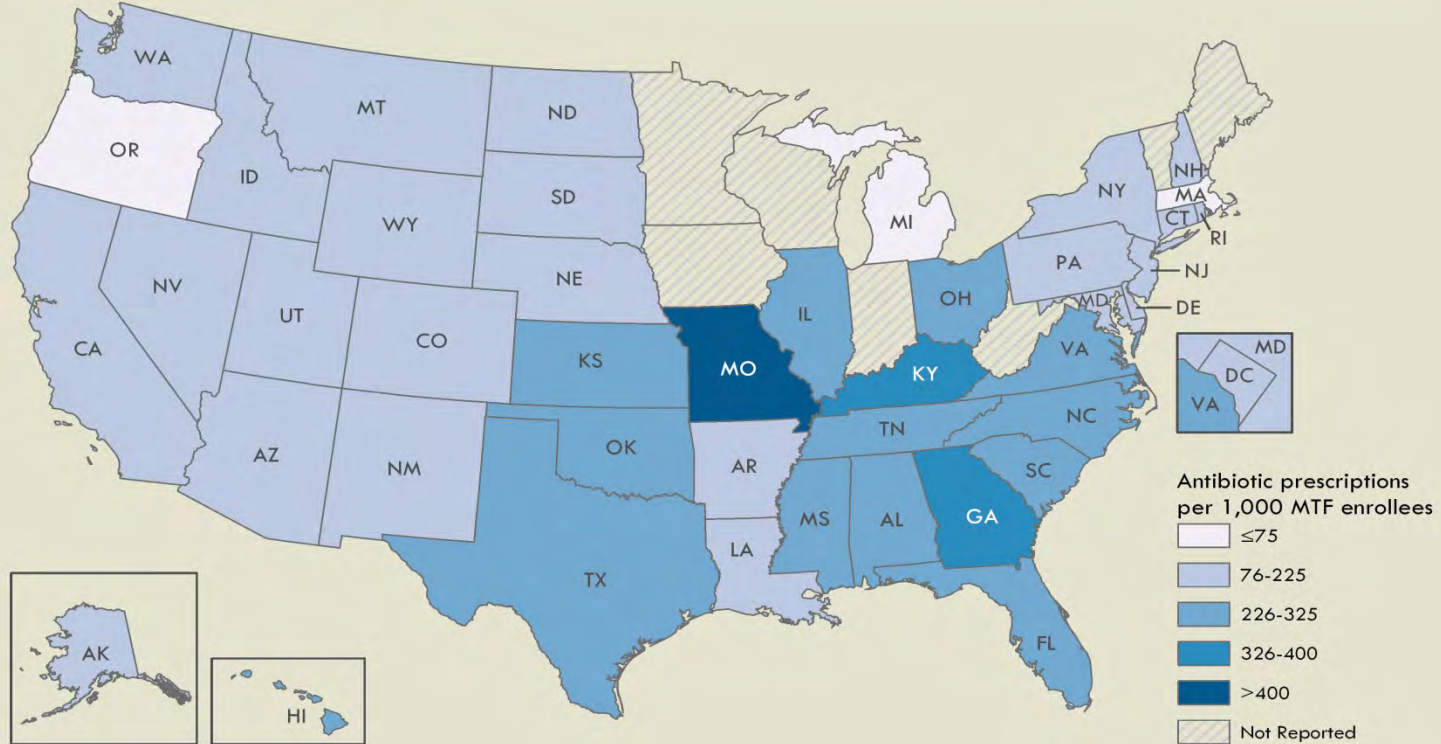 WA
MT
ND
OR
ID
SD
WY
NE
NV
UT
CO
CA
AZ
NM
KS
OK
TX
MO
AR
LA
IL
MI
OH
KY
TN
MS
AL
GA
FL
SC
NC
VA
MD
PA
NY
NH
MA
CT
RI
NJ
DE
MD
DC
VA
AK
HI
Antibiotic prescriptions
per 1,000 MTF enrollees
≤75
76-225
226-325
326-400
>400
Not Reported